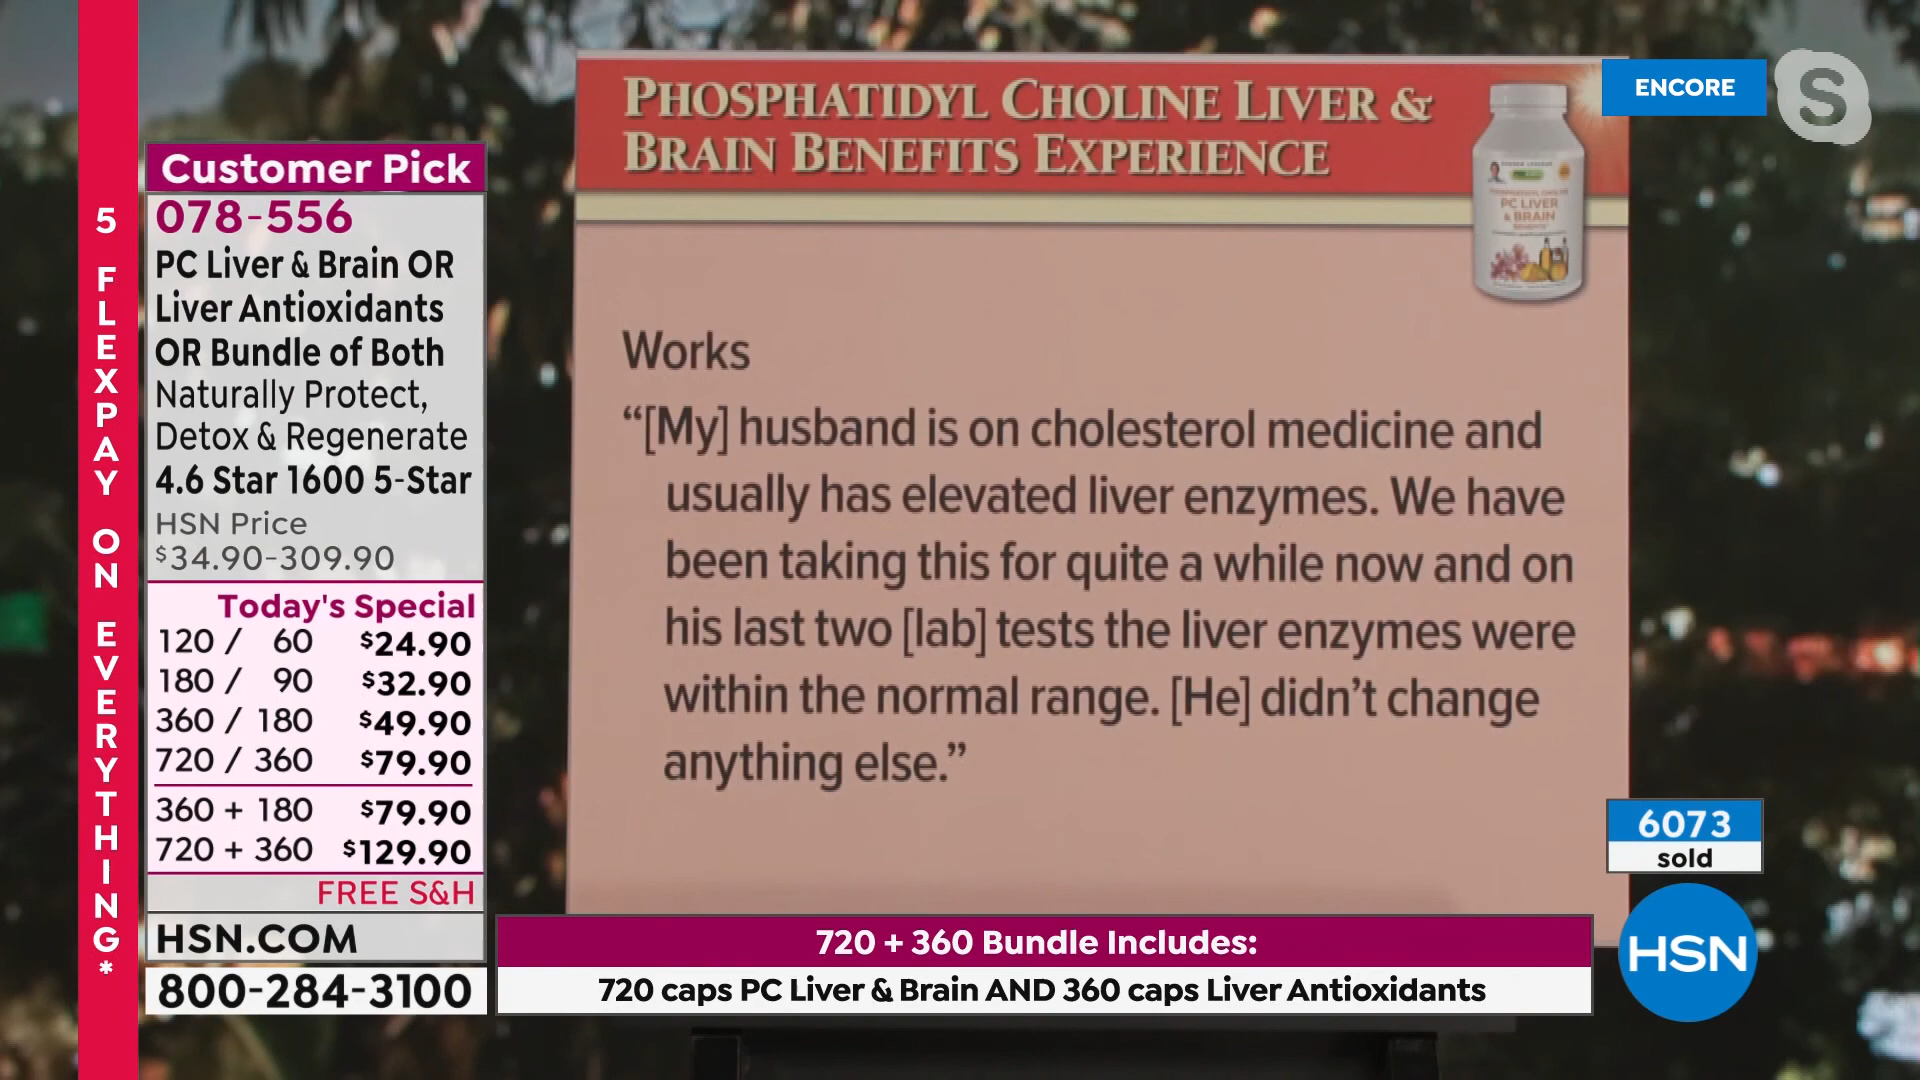 5 FLEXPAY ON EVERYTHING*
Customer Pick
078-556
PC Liver & Brain OR
Liver Antioxidants
OR Bundle of Both
Naturally Protect,
Detox & Regenerate
4.6 Star 1600 5-Star
HSN Price
$34.90-309.90
Today's Special
120 / 60 $24.90
180 / 90 $32.90
360 / 180 $49.90
720 / 360 $79.90
360 + 180 $79.90
720 + 360 $129.90
FREE S&H
HSN.COM
800-284-3100
PHOSPHATIDYL CHOLINE LIVER &
BRAIN BENEFITS EXPERIENCE
PC LIVER
& BRAIN
Works
“[My] husband is on cholesterol medicine and
usually has elevated liver enzymes. We have
been taking this for quite a while now and on
his last two [lab] tests the liver enzymes were
within the normal range. [He] didn’t change
anything else.”
ENCORE
S
6073
sold
HSN
720 + 360 Bundle Includes:
720 caps PC Liver & Brain AND 360 caps Liver Antioxidants